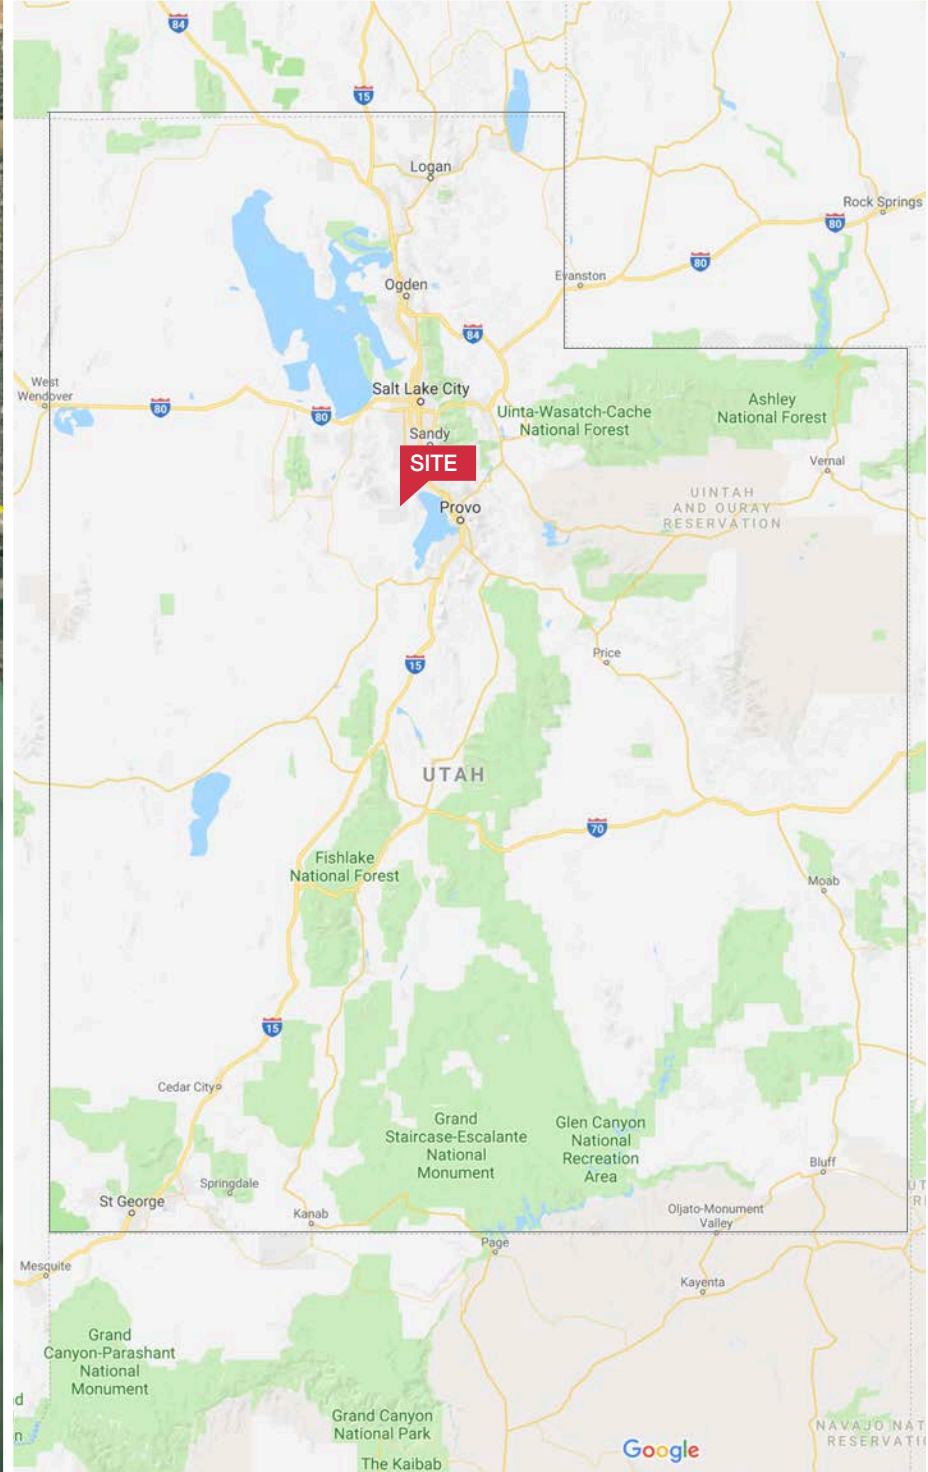 84
15
Logan
Rock Springs
80
80
Evanston
Ogden
84
West
Wendover
Salt Lake City
80
80
Uinta-Wasatch-Cache
National Forest
Ashley
National Forest
Sandy
SITE
Vernal
UINTAH
AND OURAY
RESERVATION
Provo
Price
15
UTAH
70
Fishlake
National Forest
Moab
15
Cedar City
Grand
Staircase-Escalante
National
Monument
Glen Canyon
National
Recreation
Area
Bluff
Springdale
St George
Kanab
Oljato-Monument
Valley
Page
Mesquite
Kayenta
Grand
Canyon-Parashant
National
Monument
Grand Canyon
National Park
The Kaibab
NAVAJO NAT
RESERVATI
Google